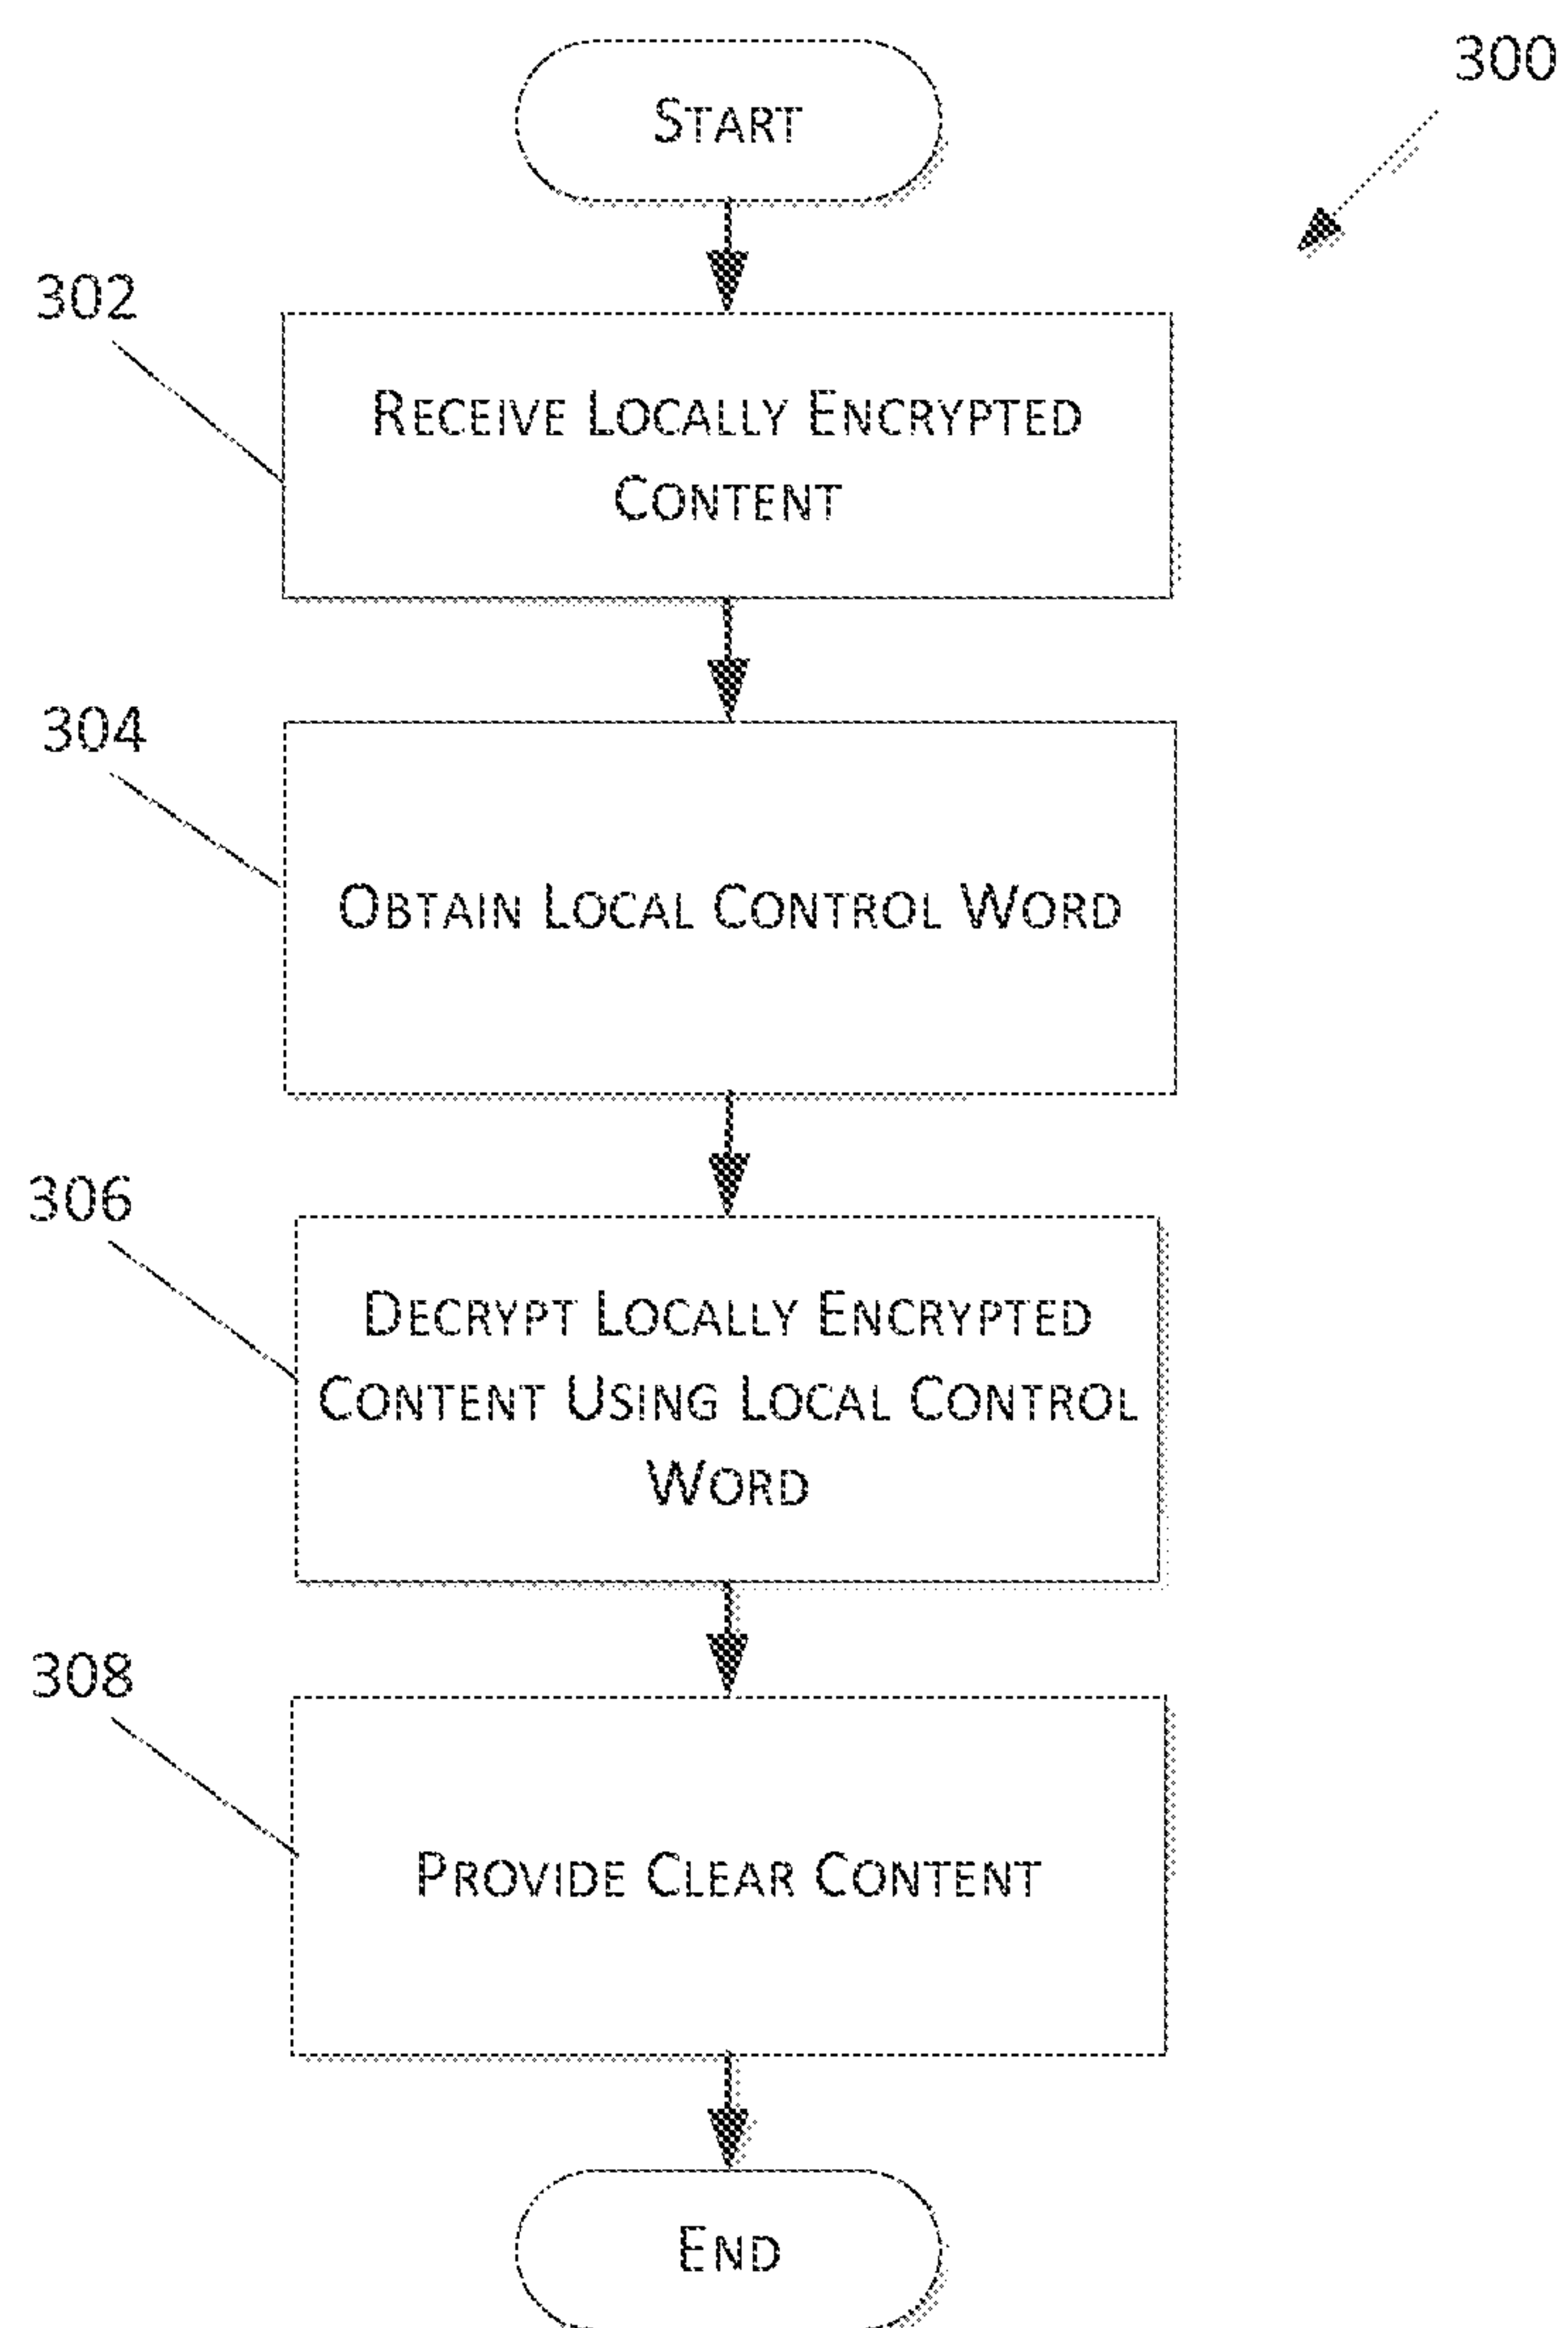 START
300
302
RECEIVE LOCALLY ENCRYPTED
CONTENT
304
OBTAIN LOCAL CONTROL WORD
306
DECRYPT LOCALLY ENCRYPTED
CONTENT USING LOCAL CONTROL
WORD
308
PROVIDE CLEAR CONTENT
END